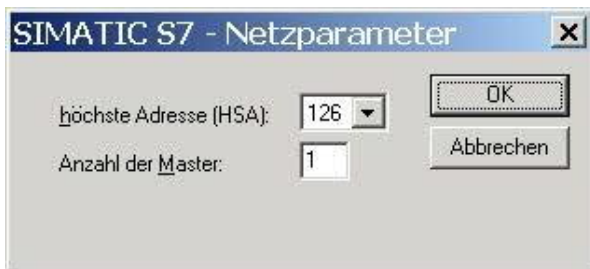 SIMATIC S7 - Netzparameter
höchste Adresse (HSA): 126
OK
Anzahl der Master: 1
Abbrechen